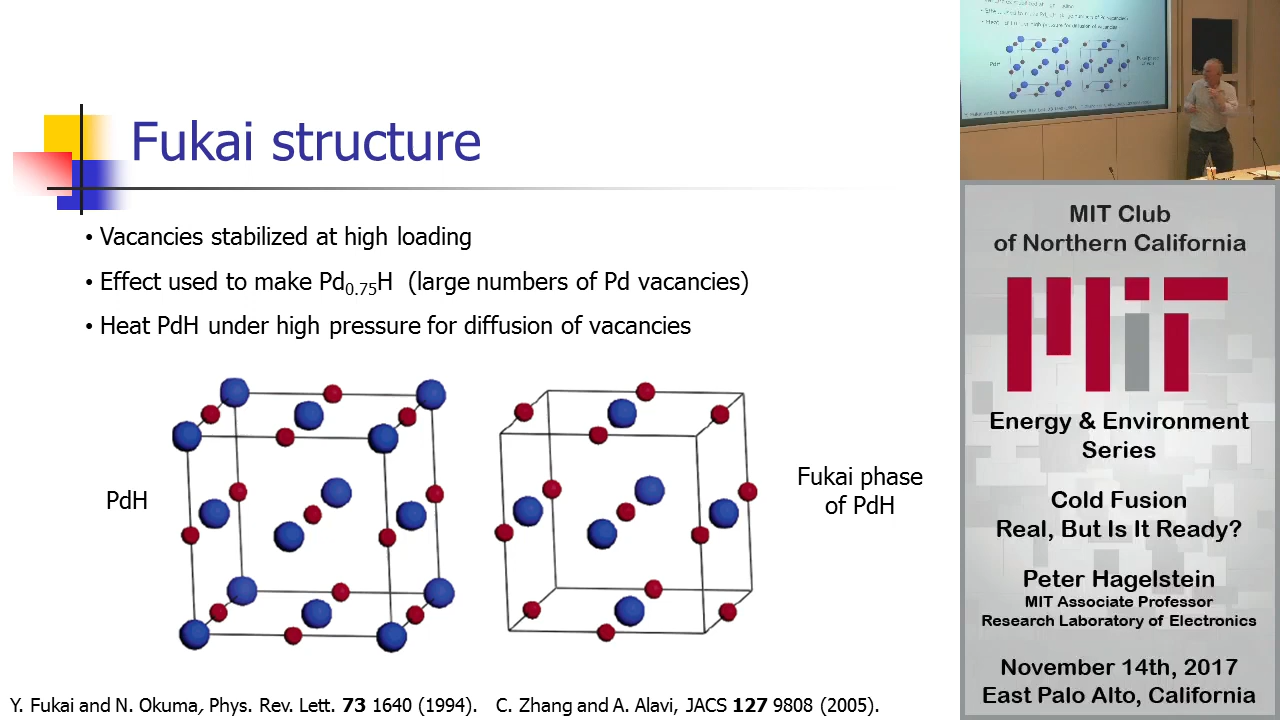 Fukai structure
• Vacancies stabilized at high loading
• Effect used to make Pd0.75H (large numbers of Pd vacancies)
• Heat PdH under high pressure for diffusion of vacancies
PdH
Fukai phase
of PdH
Y. Fukai and N. Okuma, Phys. Rev. Lett. 73 1640 (1994). C. Zhang and A. Alavi, JACS 127 9808 (2005).
PdH
MIT Club
of Northern California
MIT
Energy & Environment
Series
Cold Fusion
Real, But Is It Ready?
Peter Hagelstein
MIT Associate Professor
Research Laboratory of Electronics
November 14th, 2017
East Palo Alto, California